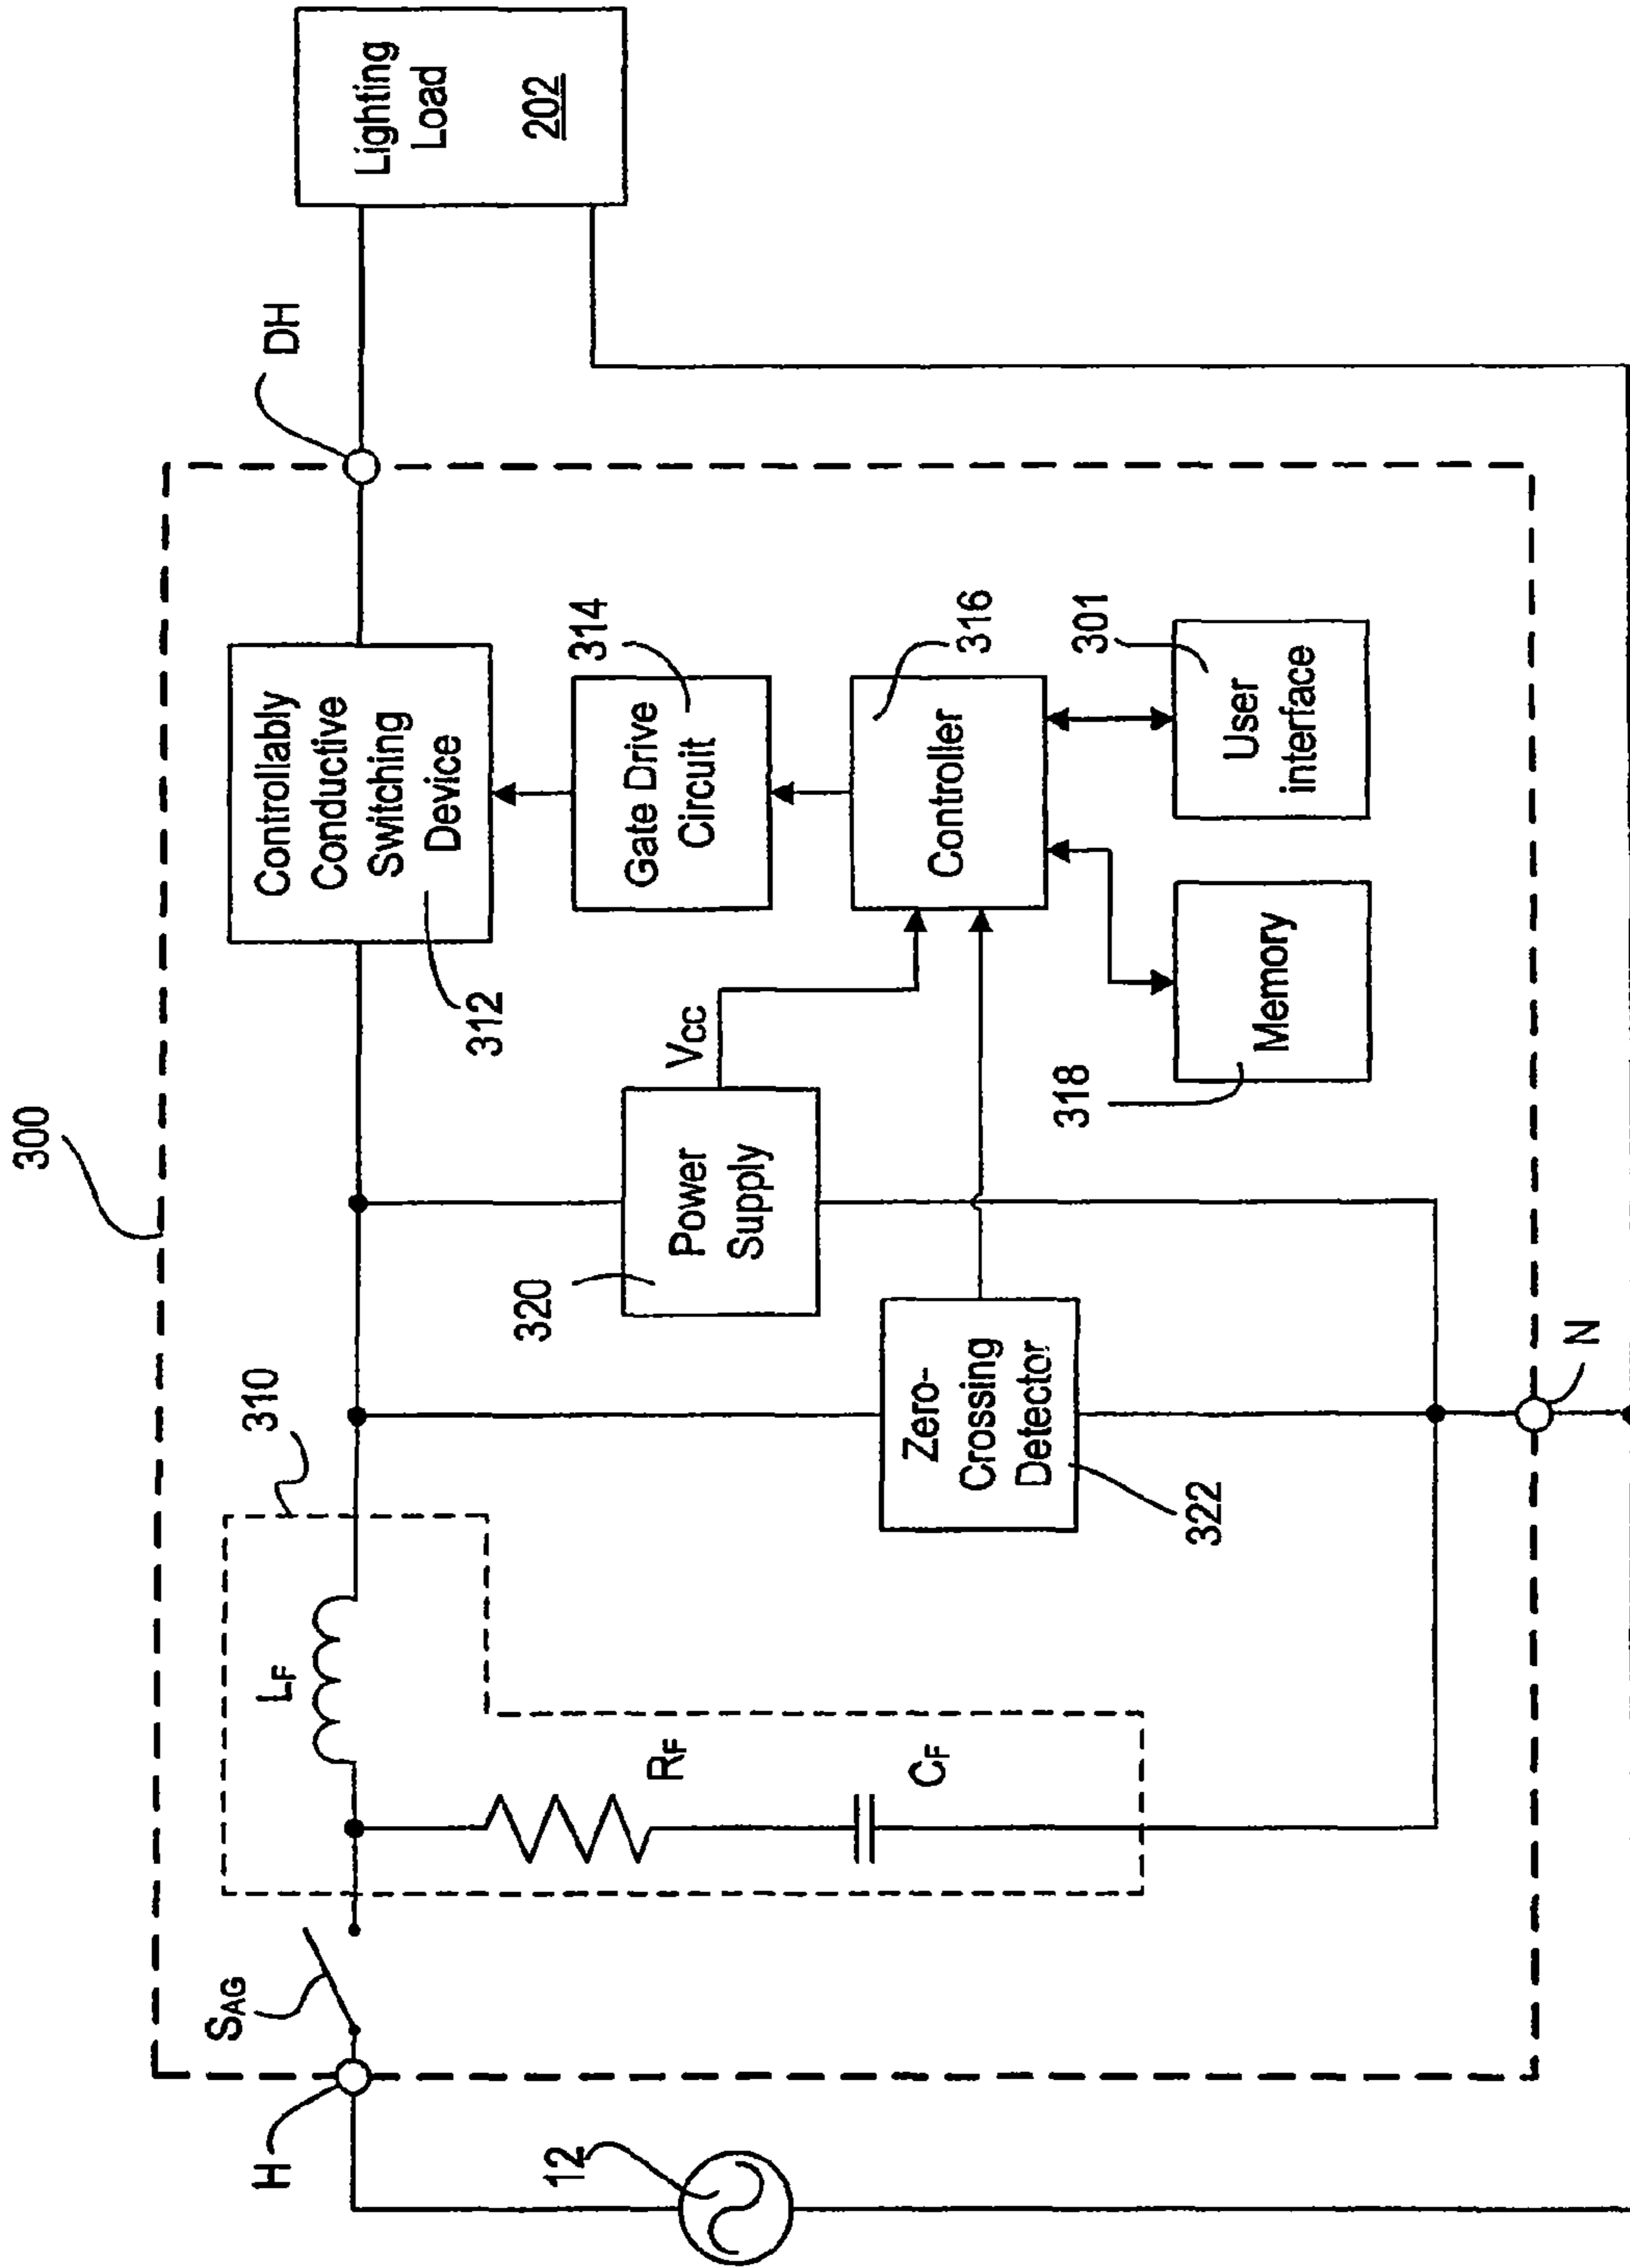 300
H
SAG
310
LF
RF
CF
12
320
Power
Supply
VCC
Zero-
Crossing
Detector
322
N
Controllably
Conductive
Switching
Device
312
Gate Drive
Circuit
314
Controller
316
Memory
318
User
interface
301
DH
Lighting
Load
202